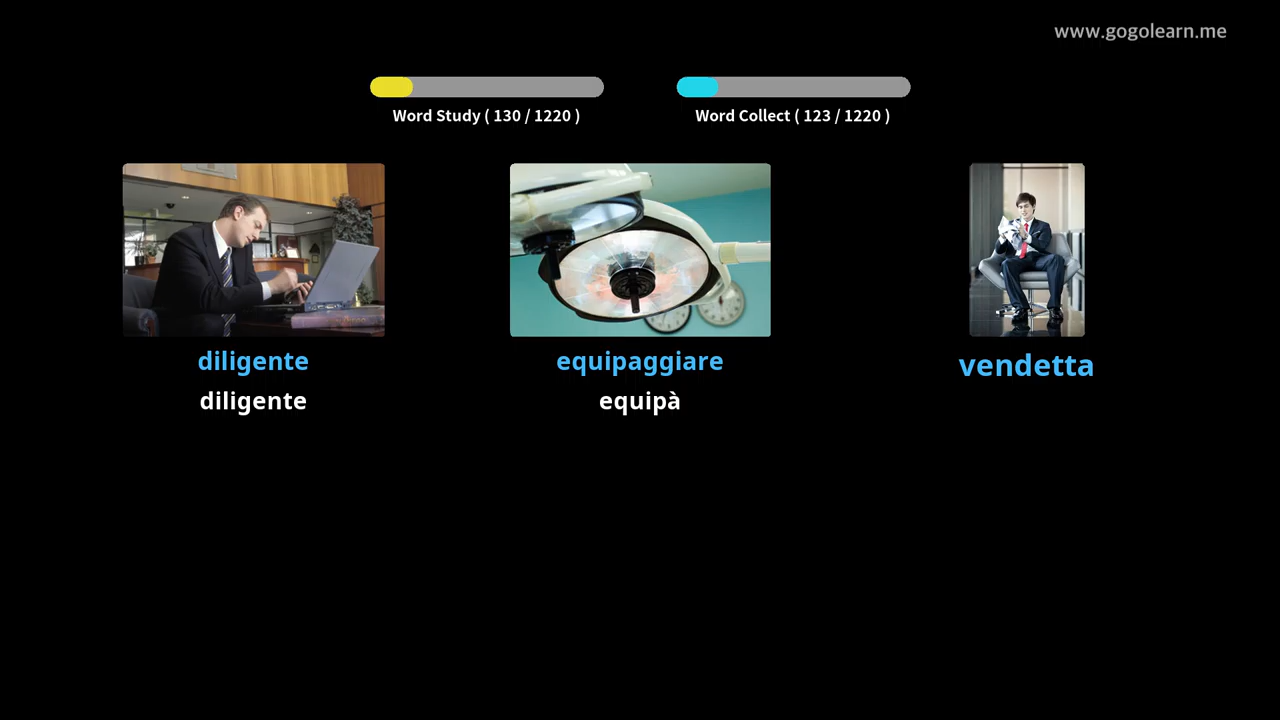 www.gogolearn.me
Word Study ( 130 / 1220 )
Word Collect ( 123 / 1220 )
diligente
equipaggiare
vendetta
diligente
equipà